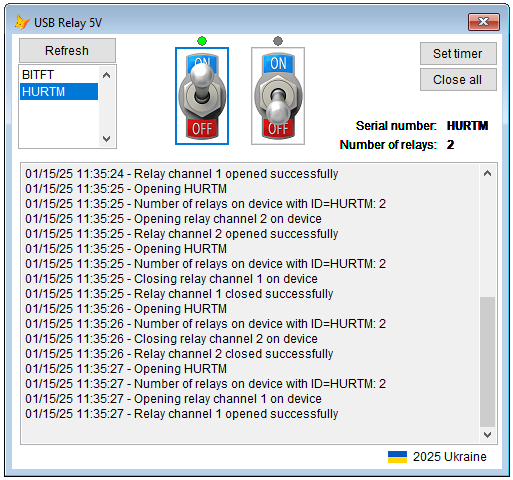 USB Relay 5V
Refresh
BITFT
HURTM
ON
OFF
ON
OFF
Set timer
Close all
Serial number: HURTM
Number of relays: 2
01/15/25 11:35:24 - Relay channel 1 opened successfully
01/15/25 11:35:25 - Opening HURTM
01/15/25 11:35:25 - Number of relays on device with ID=HURTM: 2
01/15/25 11:35:25 - Opening relay channel 2 on device
01/15/25 11:35:25 - Relay channel 2 opened successfully
01/15/25 11:35:25 - Opening HURTM
01/15/25 11:35:25 - Number of relays on device with ID=HURTM: 2
01/15/25 11:35:25 - Closing relay channel 1 on device
01/15/25 11:35:25 - Relay channel 1 closed successfully
01/15/25 11:35:26 - Opening HURTM
01/15/25 11:35:26 - Number of relays on device with ID=HURTM: 2
01/15/25 11:35:26 - Closing relay channel 2 on device
01/15/25 11:35:26 - Relay channel 2 closed successfully
01/15/25 11:35:27 - Opening HURTM
01/15/25 11:35:27 - Number of relays on device with ID=HURTM: 2
01/15/25 11:35:27 - Opening relay channel 1 on device
01/15/25 11:35:27 - Relay channel 1 opened successfully
2025 Ukraine